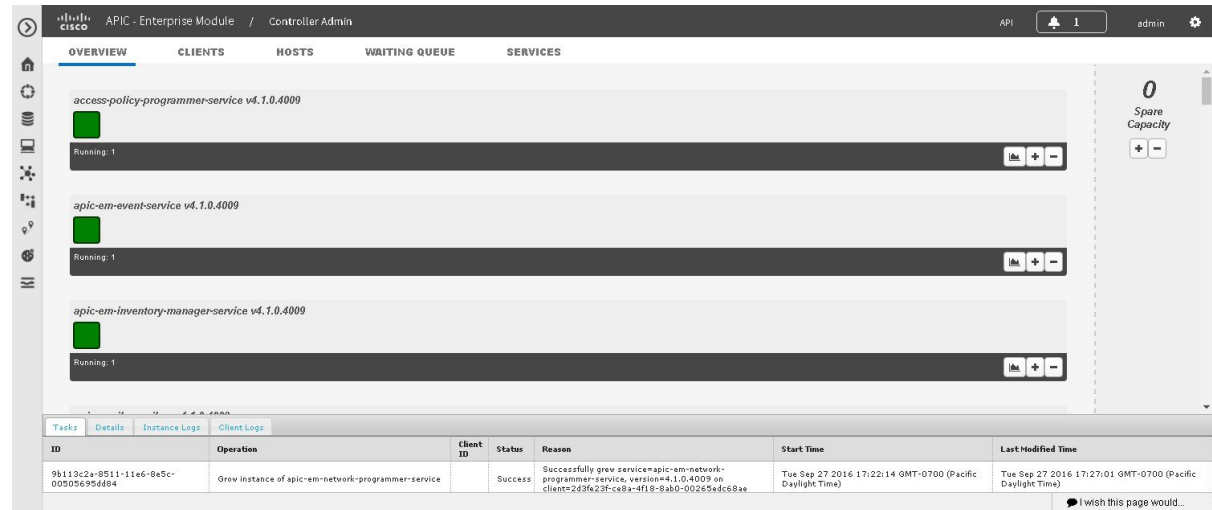 cisco APIC - Enterprise Module / Controller Admin API 1 admin
OVERVIEW CLIENTS HOSTS WAITING QUEUE SERVICES
access-policy-programmer-service v4.1.0.4009
Running: 1
+ -
apic-em-event-service v4.1.0.4009
Running: 1
+ -
apic-em-inventory-manager-service v4.1.0.4009
Running: 1
+ -
0
Spare
Capacity
+ -
Tasks Details Instance Logs Client Logs
ID Operation Client ID Status Reason Start Time Last Modified Time
9b113c2a-8511-11e6-8e5c-
00505695dd84
Grow instance of apic-em-network-programmer-service
Success
Successfully grew service=apic-em-network-
programmer-service, version=4.1.0.4009 on
client=2d3fe23f-ce8a-4f18-8ab0-00265edc68ae
Tue Sep 27 2016 17:22:14 GMT-0700 (Pacific
Daylight Time)
Tue Sep 27 2016 17:27:01 GMT-0700 (Pacific
Daylight Time)
I wish this page would...